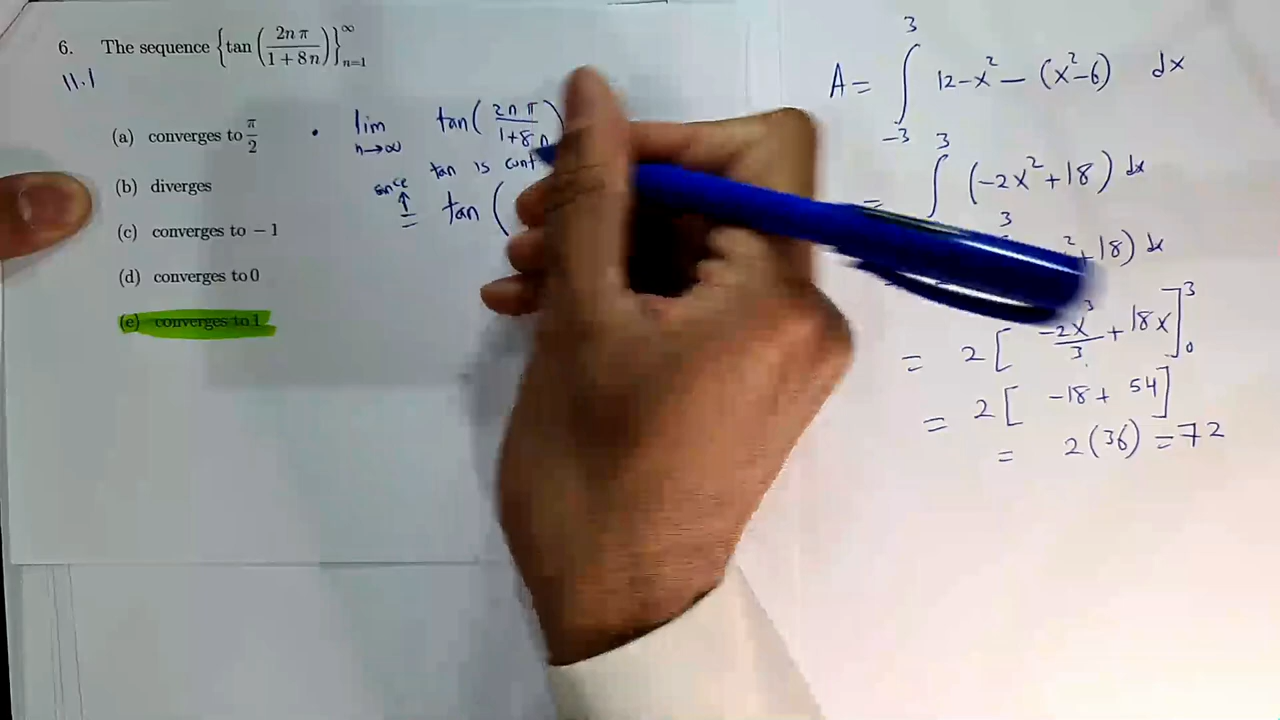 6. The sequence {tan (2nπ / 1 + 8n)}∞n=1
11.1
(a) converges to π/2
(b) diverges
(c) converges to −1
(d) converges to 0
(e) converges to 1
• lim n→∞ tan( 2nπ / 1+8n )
since tan is cont
= tan (
A = ∫ -3 3 12-x² - (x²-6) dx
= ∫ 3 (-2x²+18) dx
3 ²+18) dx
= 2 [ -2x³/3 + 18x ] 3 0
= 2 [ -18 + 54 ]
= 2(36) = 72